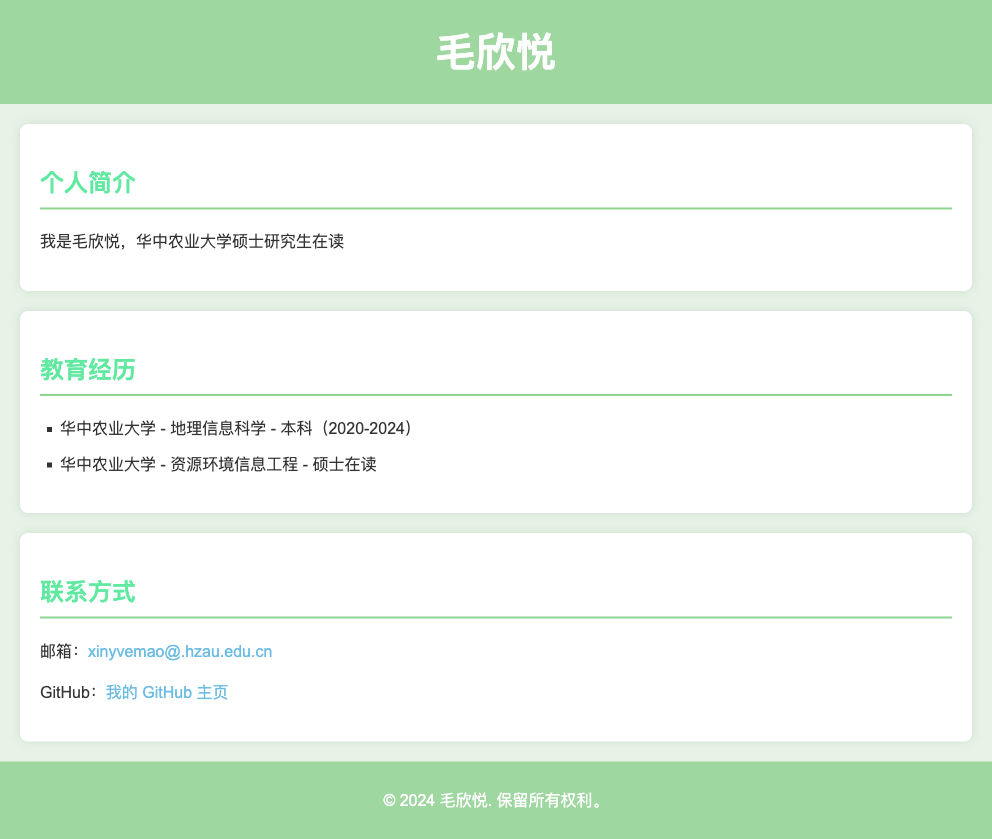 毛欣悦
个人简介
我是毛欣悦，华中农业大学硕士研究生在读
教育经历
华中农业大学 - 地理信息科学 - 本科（2020-2024）
华中农业大学 - 资源环境信息工程 - 硕士在读
联系方式
邮箱：xinyvemao@.hzau.edu.cn
GitHub：我的 GitHub 主页
© 2024 毛欣悦. 保留所有权利。